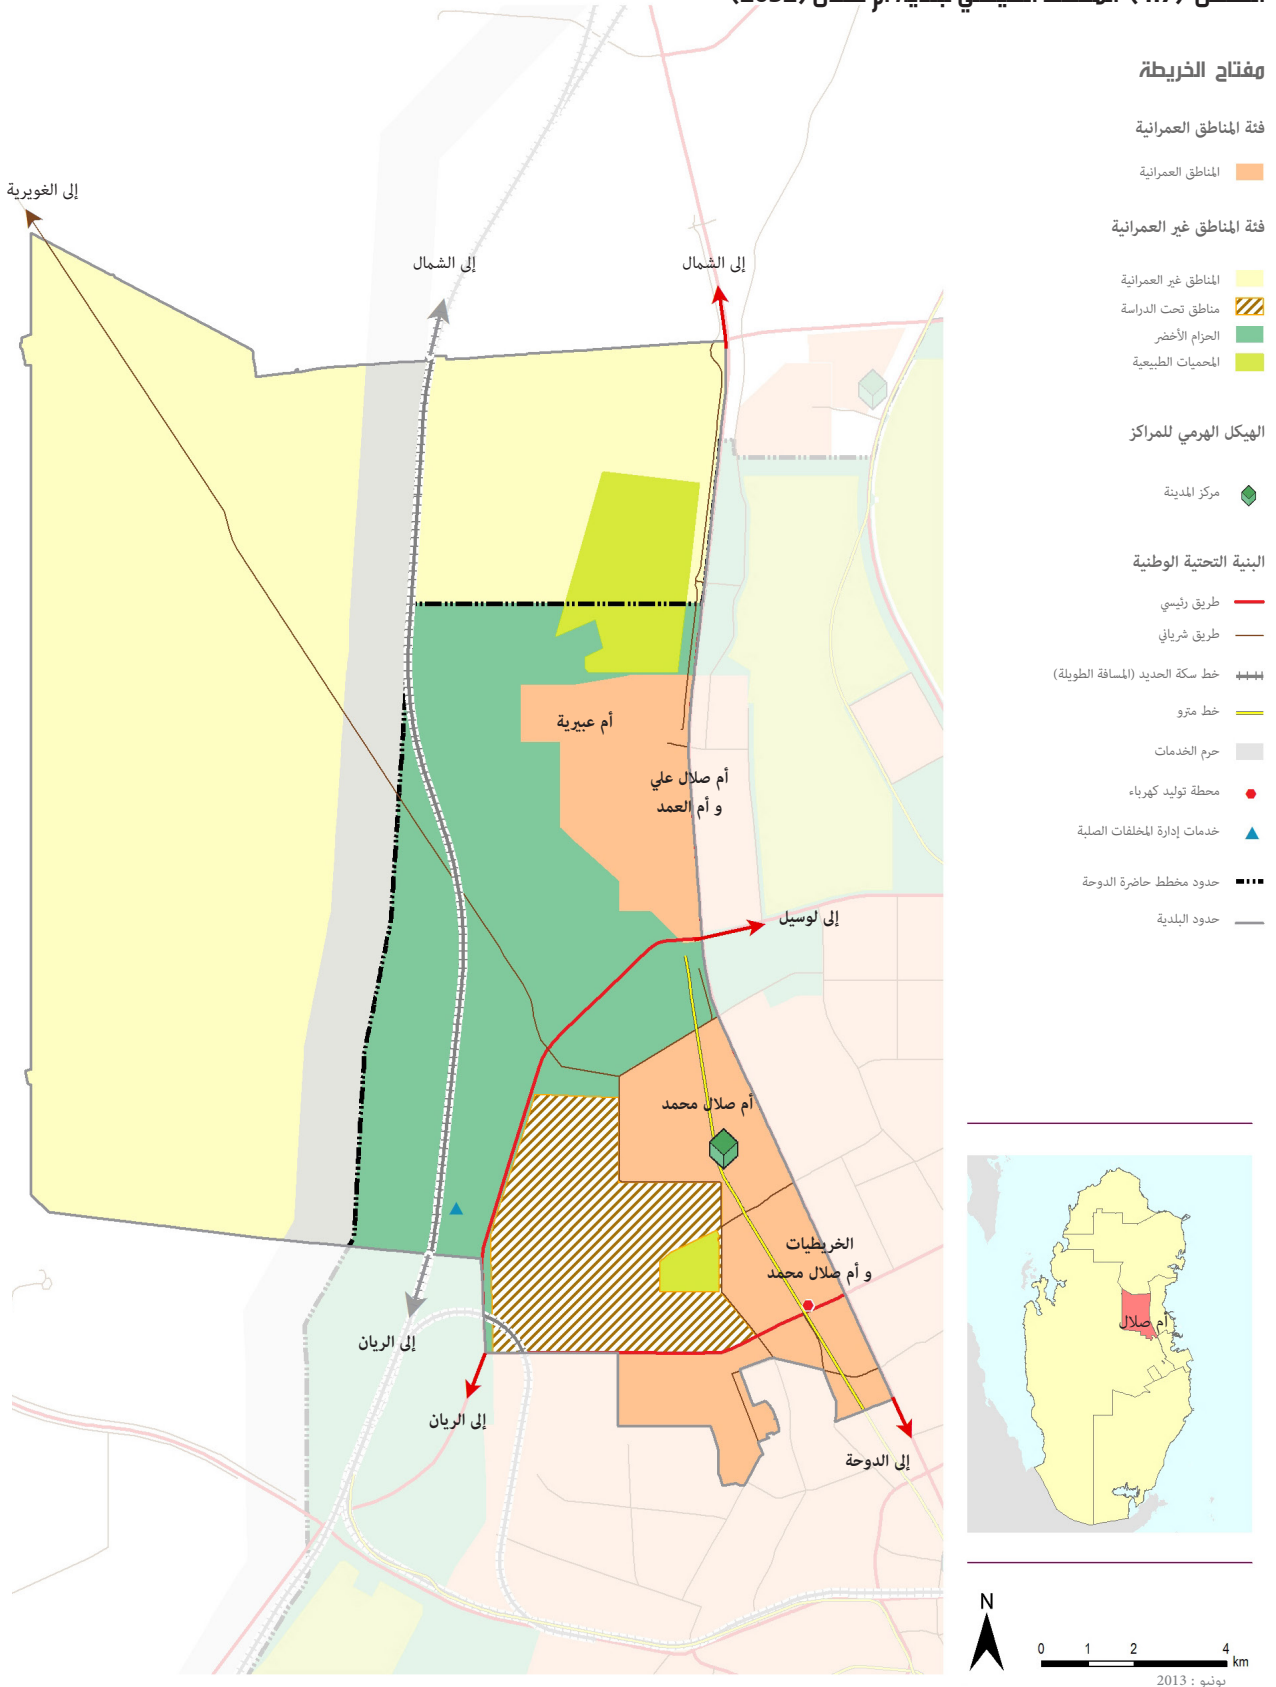 مفتاح الخريطة
فئة المناطق العمرانية
المناطق العمرانية
فئة المناطق غير العمرانية
المناطق غير العمرانية
مناطق تحت الدراسة
الحزام الأخضر
المحميات الطبيعية
الهيكل الهرمي للمراكز
مركز المدينة
البنية التحتية الوطنية
طريق رئيسي
طريق شرياني
خط سكة الحديد (المسافة الطويلة)
خط مترو
حرم الخدمات
محطة توليد كهرباء
خدمات إدارة المخلفات الصلبة
حدود مخطط حاضرة الدوحة
حدود البلدية
إلى الغويرية
إلى الشمال
إلى الشمال
أم عبيرية
أم صلال علي
و أم العمد
إلى لوسيل
أم صلال محمد
الخريطيات
و أم صلال محمد
إلى الريان
إلى الريان
إلى الدوحة
أم صلال
N
0 1 2 4
km
يونيو : 2013